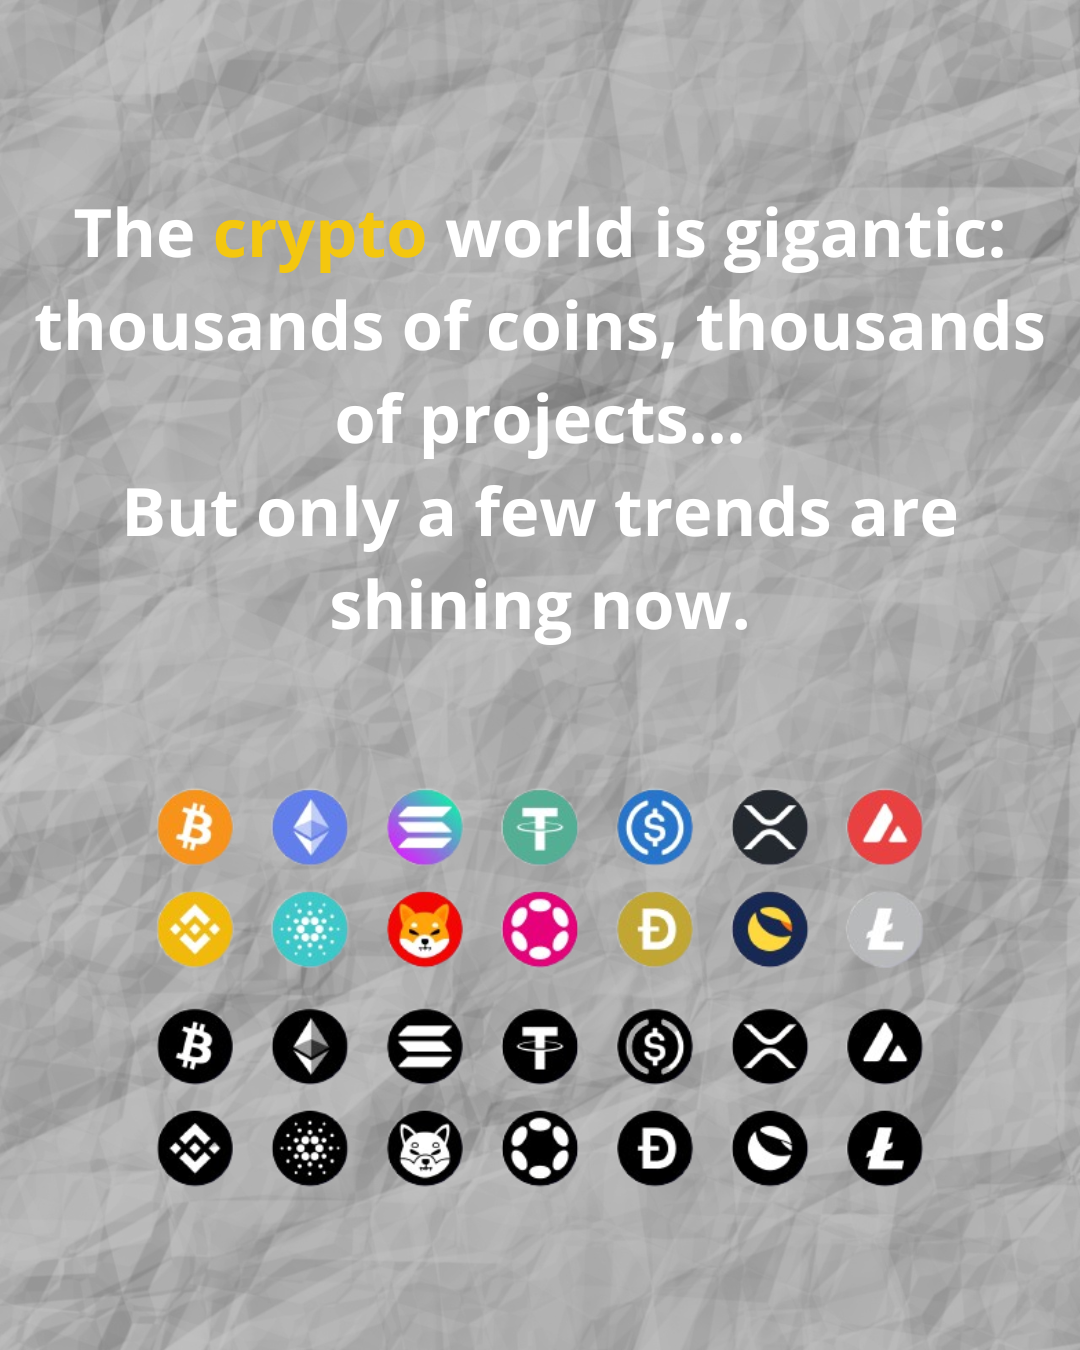 The crypto world is gigantic:
thousands of coins, thousands
of projects...
But only a few trends are
shining now.